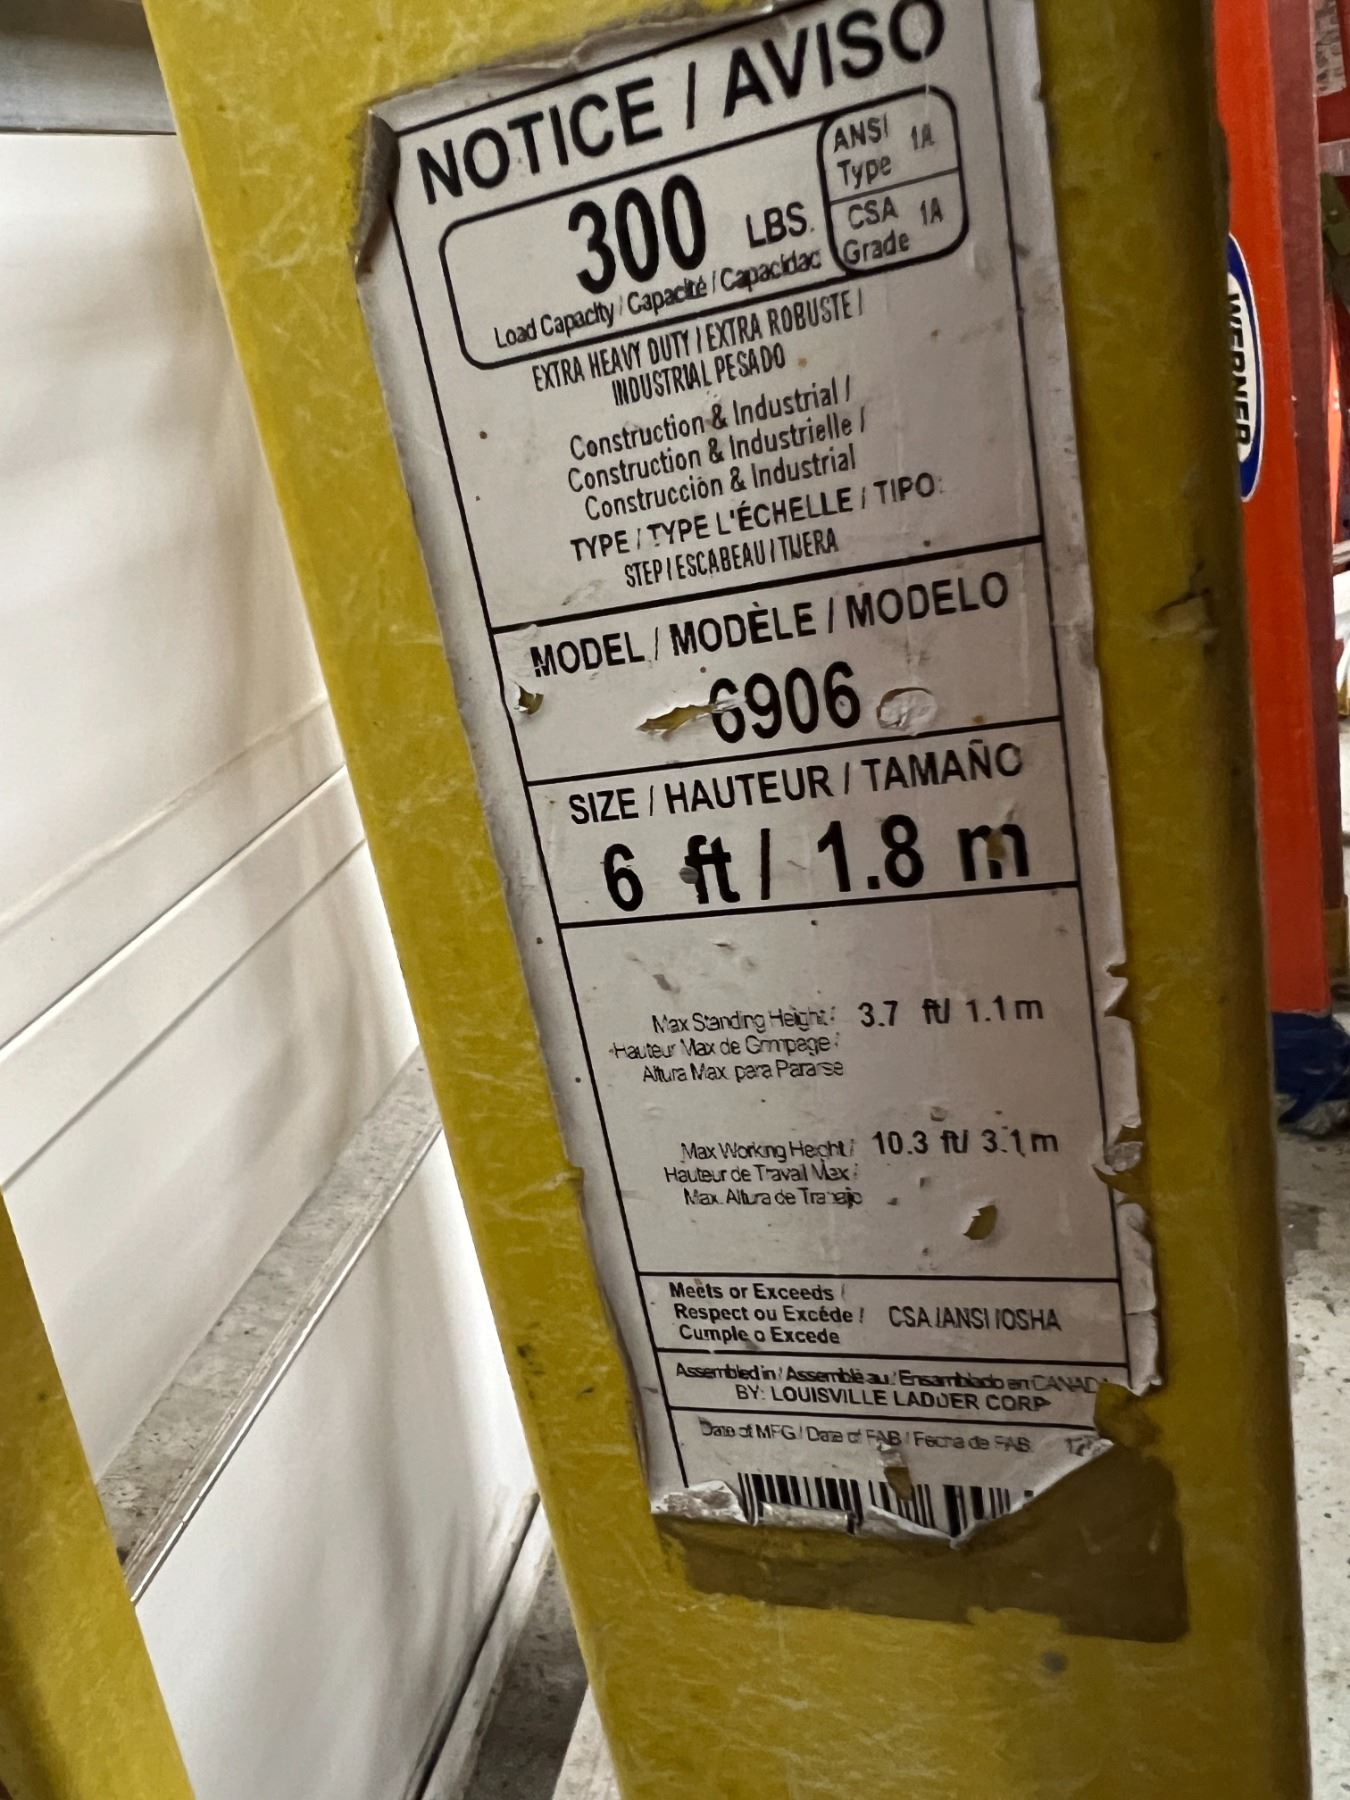 NOTICE / AVISO
300 LBS.
Load Capacity / Capacité / Capacidad
ANSI Type 1A
CSA Grade 1A
EXTRA HEAVY DUTY / EXTRA ROBUSTE /
INDUSTRIAL PESADO
Construction & Industrial /
Construction & Industrielle /
Construcción & Industrial
TYPE / TYPE L'ÉCHELLE / TIPO:
STEP / ESCABEAU / TIJERA
MODEL / MODÈLE / MODELO
6906
SIZE / HAUTEUR / TAMAÑO
6 ft / 1.8 m
Max Standing Height / 3.7 ft/ 1.1 m
Hauteur Max de Grimpage /
Altura Max. para Pararse
Max Working Height / 10.3 ft/ 3.1 m
Hauteur de Travail Max /
Max. Altura de Trabajo
Meets or Exceeds /
Respect ou Excéde / CSA /ANSI /OSHA
Cumple o Excede
Assembled in / Assemblé au / Ensamblado en CANADA
BY: LOUISVILLE LADDER CORP
Date of MFG / Date of FAB / Fecha de FAB.
WERNER